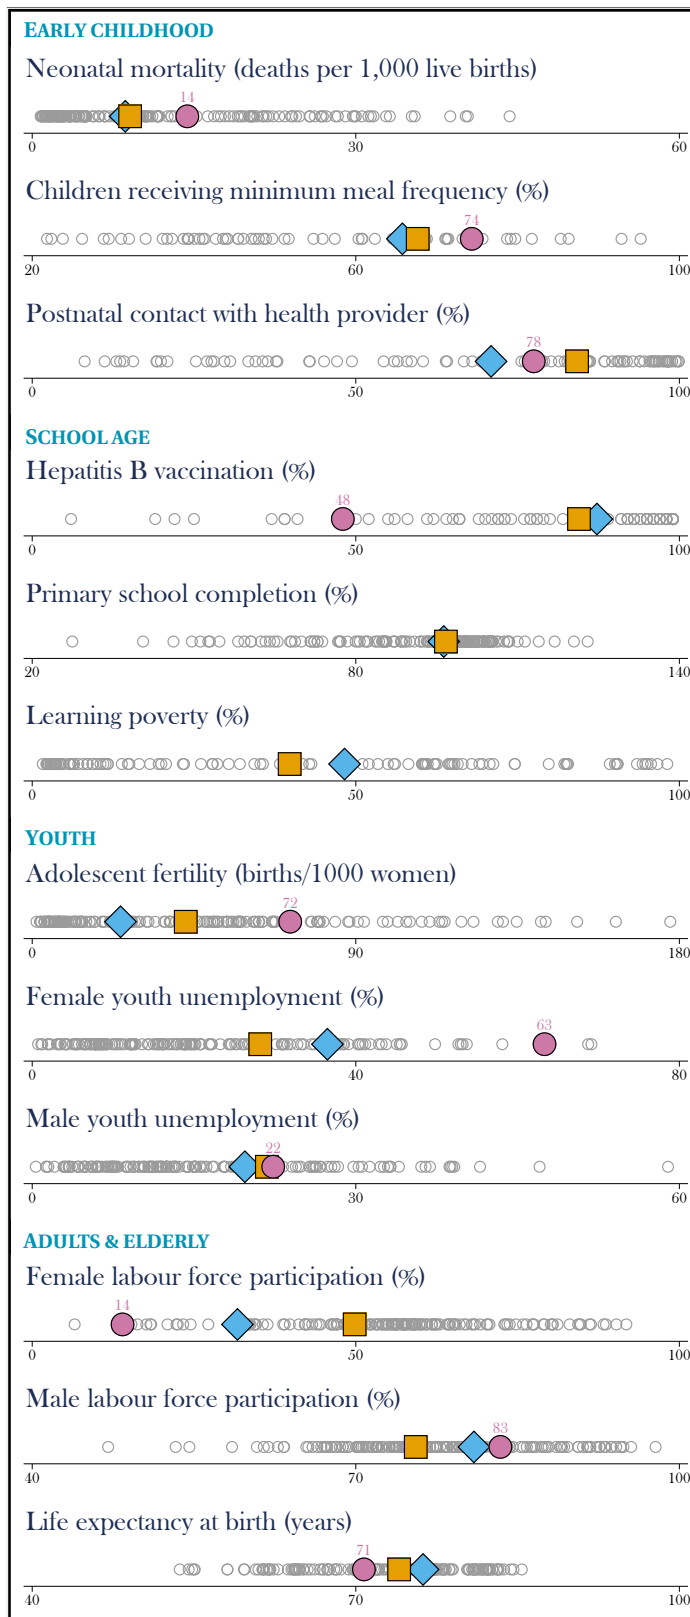 EARLY CHILDHOOD
Neonatal mortality (deaths per 1,000 live births)
14
0 30 60
Children receiving minimum meal frequency (%)
74
20 60 100
Postnatal contact with health provider (%)
78
0 50 100
SCHOOL AGE
Hepatitis B vaccination (%)
48
0 50 100
Primary school completion (%)
20 80 140
Learning poverty (%)
0 50 100
YOUTH
Adolescent fertility (births/1000 women)
72
0 90 180
Female youth unemployment (%)
63
0 40 80
Male youth unemployment (%)
22
0 30 60
ADULTS & ELDERLY
Female labour force participation (%)
14
0 50 100
Male labour force participation (%)
83
40 70 100
Life expectancy at birth (years)
71
40 70 100